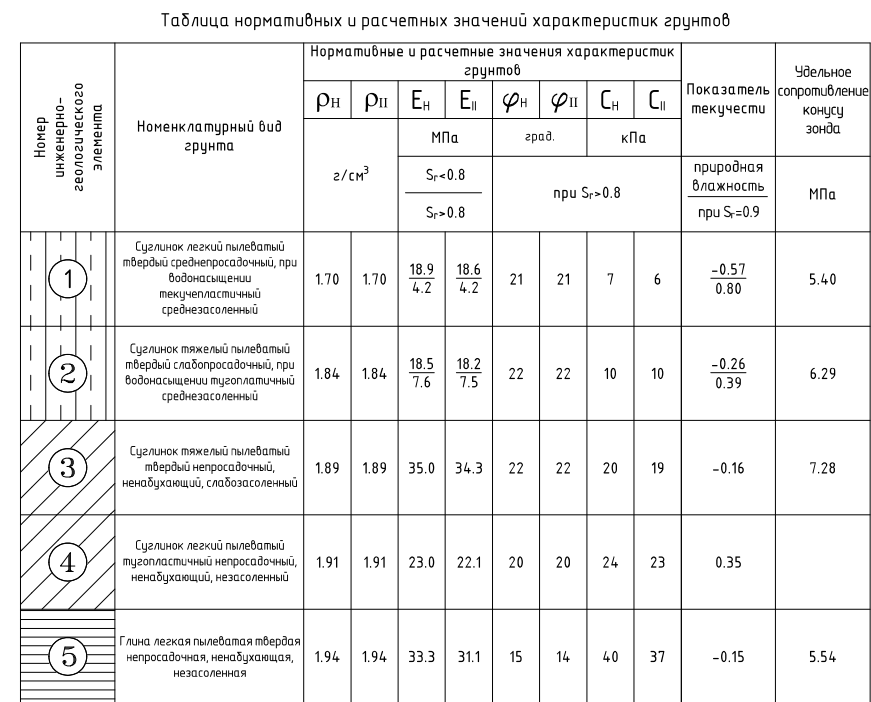 Таблица нормативных и расчетных значений характеристик грунтов
Номер
инженерно-
геологического
элемента
Номенклатурный вид
грунта
Нормативные и расчетные значения характеристик
грунтов
ρН ρII EН EII φН φII CН CII
МПа град. кПа
г/см³
Sr<0.8
Sr>0.8
при Sr>0.8
Показатель
текучести
природная
влажность
при Sr=0.9
Удельное
сопротивление
конусу
зонда
МПа
1
Суглинок легкий пылеватый
твердый среднепросадочный, при
водонасыщении
текучепластичный
среднезасоленный
1.70 1.70 18.9/4.2 18.6/4.2 21 21 7 6 -0.57/0.80 5.40
2
Суглинок тяжелый пылеватый
твердый слабопросадочный, при
водонасыщении тугоплатичный
среднезасоленный
1.84 1.84 18.5/7.6 18.2/7.5 22 22 10 10 -0.26/0.39 6.29
3
Суглинок тяжелый пылеватый
твердый непросадочный,
ненабухающий, слабозасоленный
1.89 1.89 35.0 34.3 22 22 20 19 -0.16 7.28
4
Суглинок легкий пылеватый
тугопластичный непросадочный,
ненабухающий, незасоленный
1.91 1.91 23.0 22.1 20 20 24 23 0.35
5
Глина легкая пылеватая твердая
непросадочная, ненабухающая,
незасоленная
1.94 1.94 33.3 31.1 15 14 40 37 -0.15 5.54